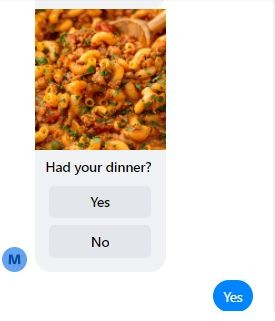 Had your dinner?
Yes
No
M
Yes